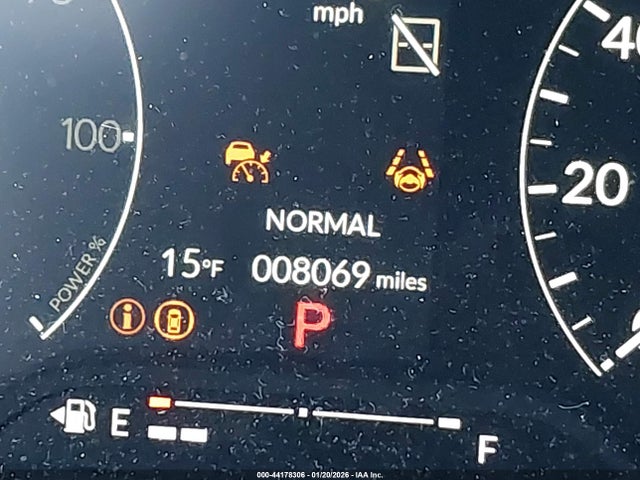 mph
40
100
20
NORMAL
15°F
008069 miles
POWER %
P
E
F
000-44178306 - 01/20/2026 - IAA Inc.